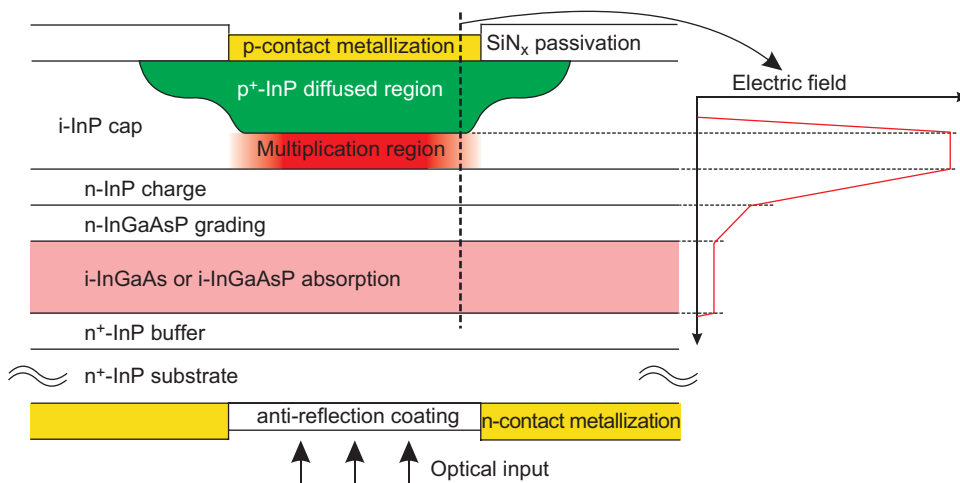 p-contact metallization
SiNx passivation
Electric field
p+-InP diffused region
i-InP cap
Multiplication region
n-InP charge
n-InGaAsP grading
i-InGaAs or i-InGaAsP absorption
n+-InP buffer
n+-InP substrate
anti-reflection coating
n-contact metallization
Optical input